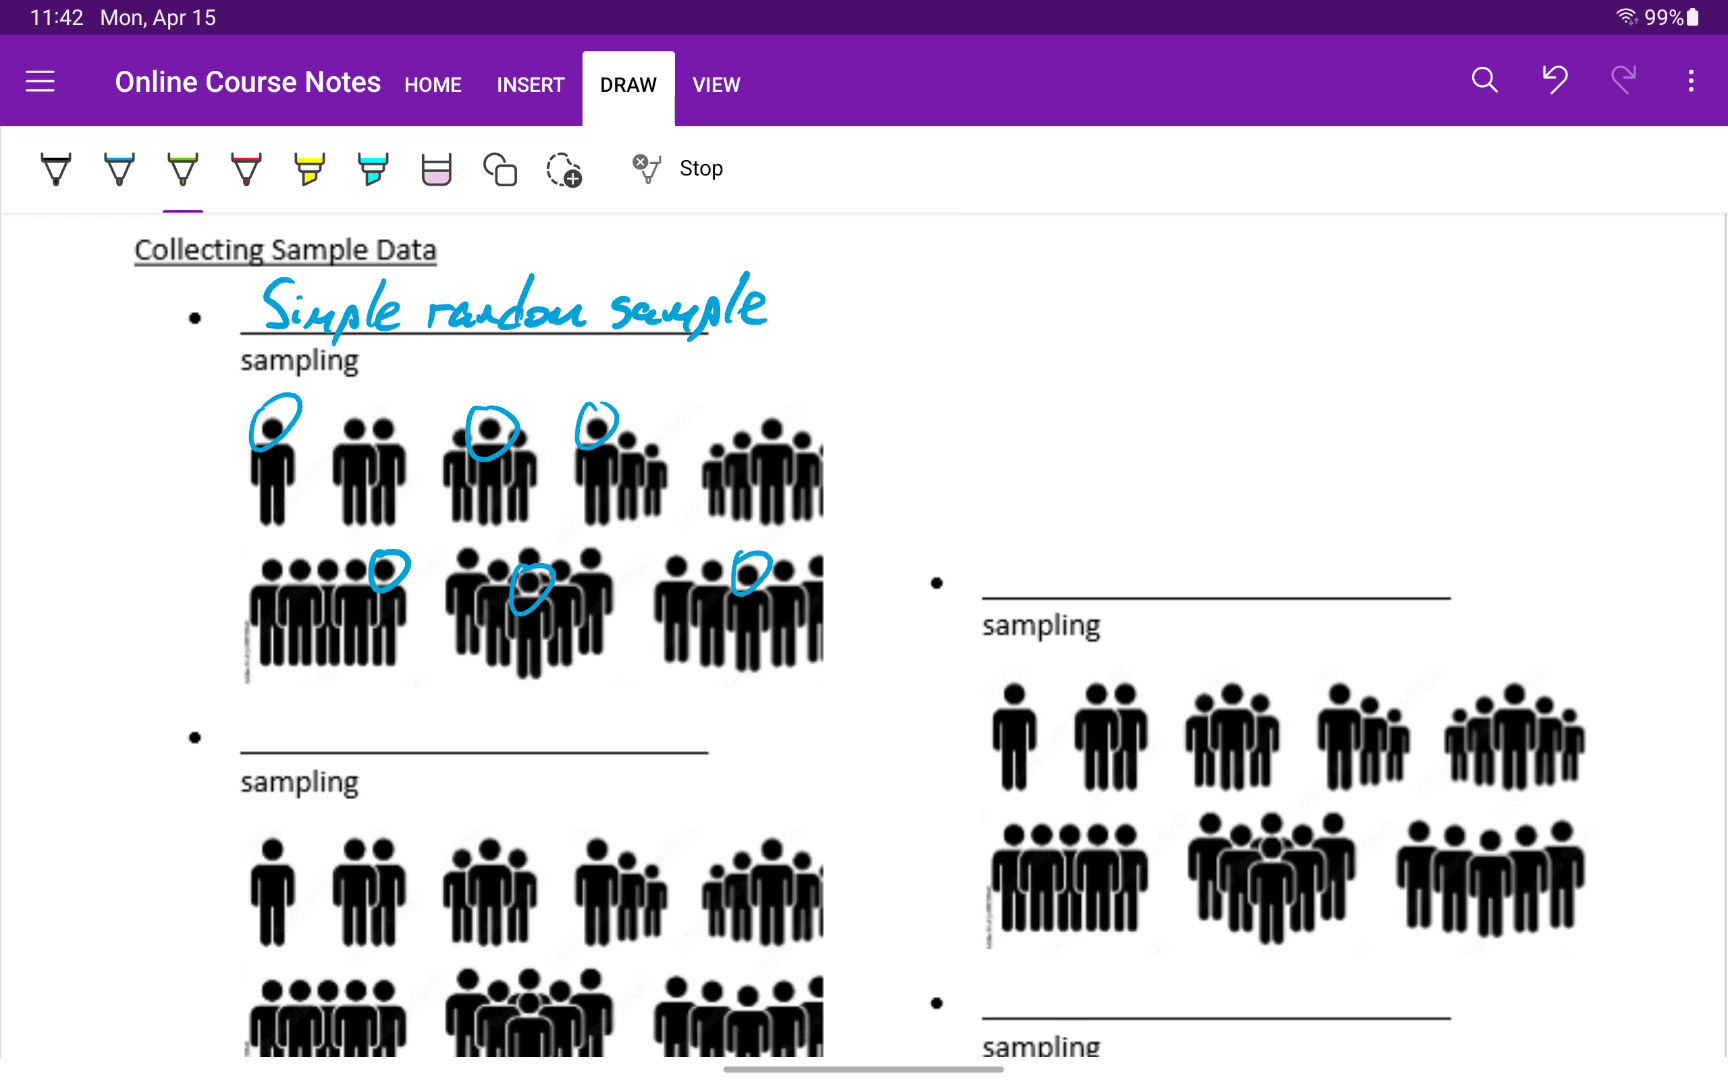 11:42 Mon, Apr 15 99%
Online Course Notes HOME INSERT DRAW VIEW
Stop
Collecting Sample Data
Simple random sample
sampling
sampling
sampling
sampling